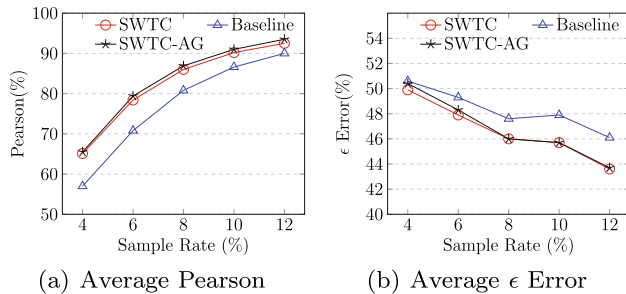 SWTC Baseline
SWTC-AG
100
90
80
70
60
50
Pearson(%)
4 6 8 10 12
Sample Rate (%)
(a) Average Pearson
SWTC Baseline
SWTC-AG
54
52
50
48
46
44
42
40
ϵ Error(%)
4 6 8 10 12
Sample Rate (%)
(b) Average ϵ Error